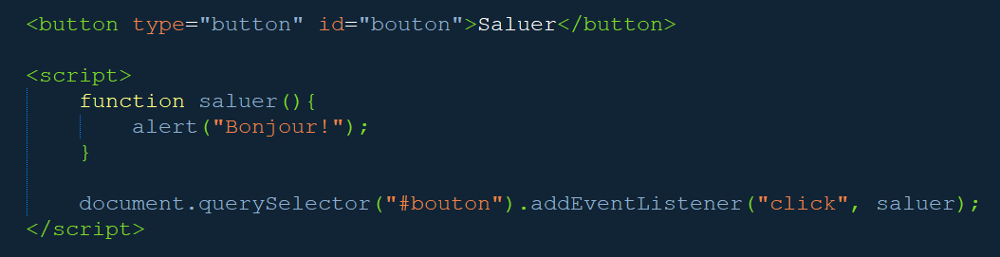 <button type="button" id="bouton">Saluer</button>
<script>
function saluer(){
alert("Bonjour!");
}
document.querySelector("#bouton").addEventListener("click", saluer);
</script>